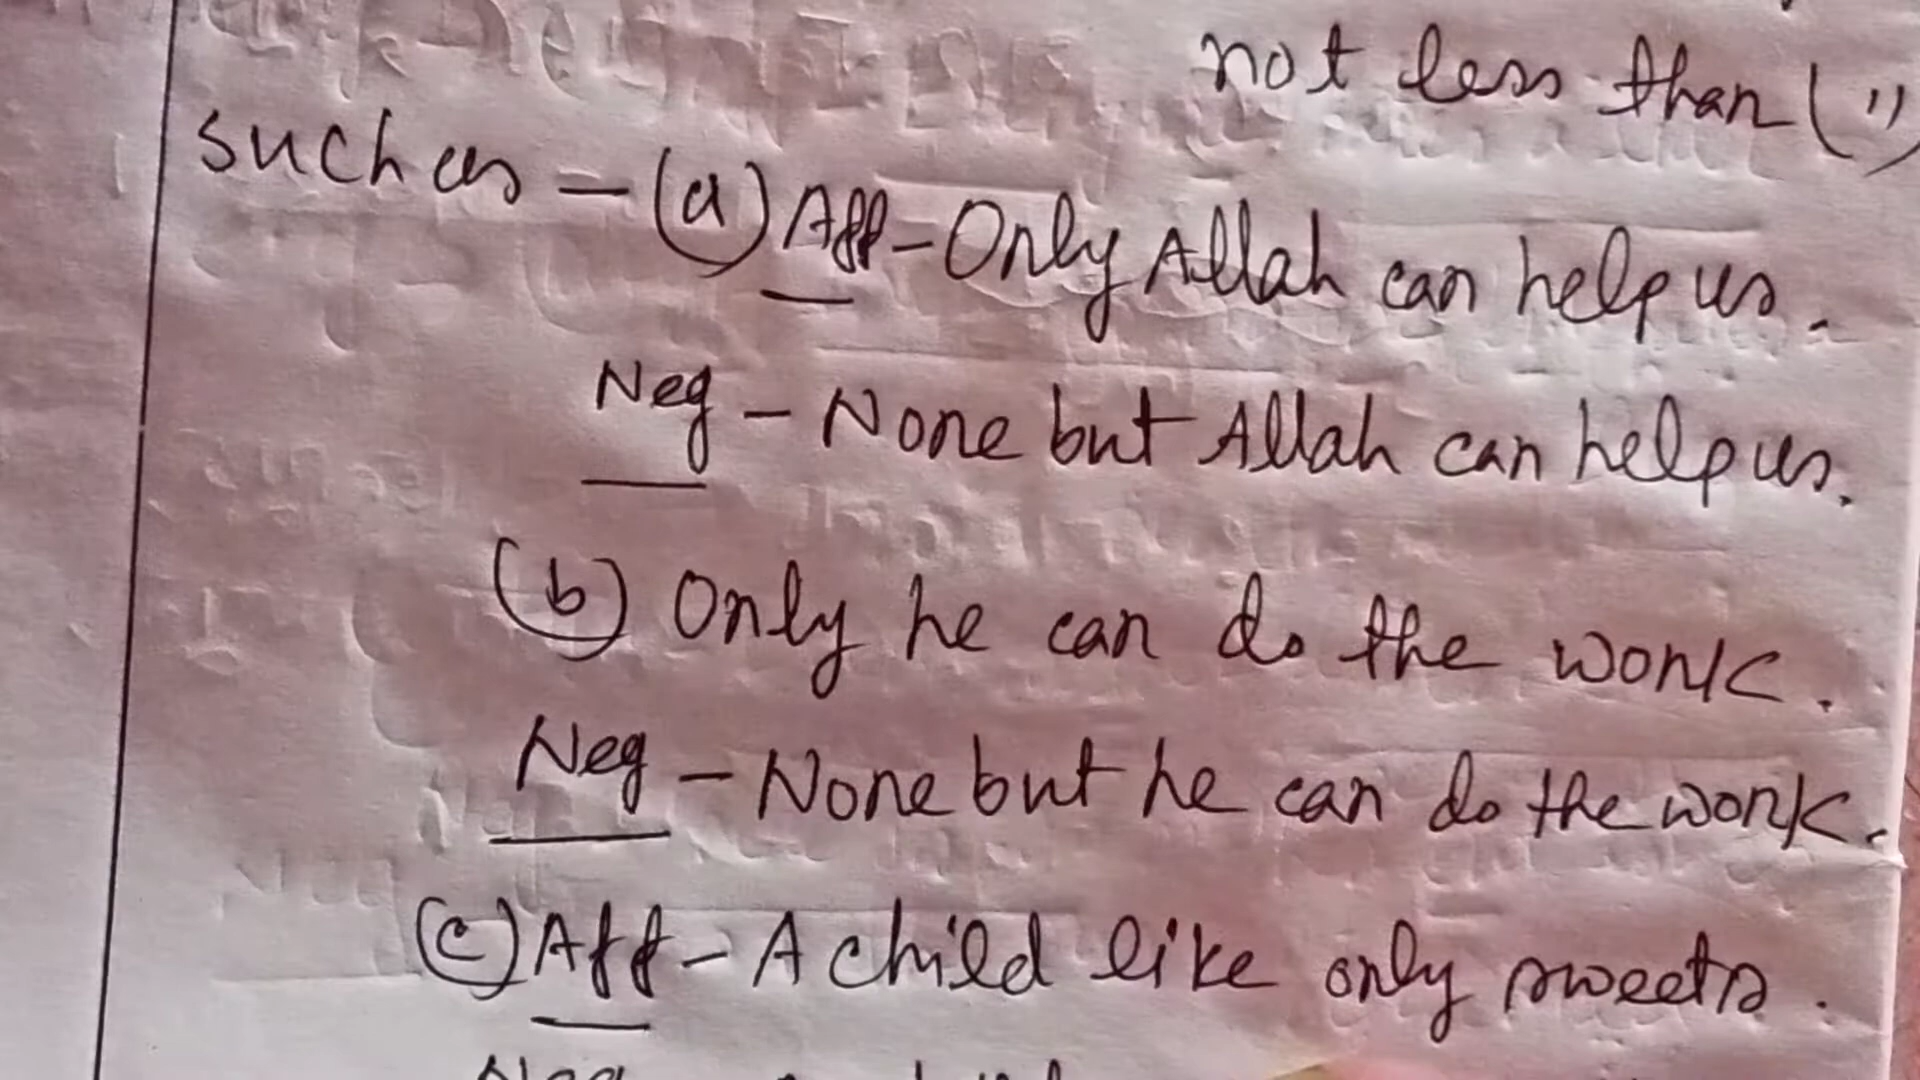 not less than (")
such as - (a) Aff - Only Allah can help us.
Neg - None but Allah can help us.
(b) Only he can do the work.
Neg - None but he can do the work.
(c) Aff - A child like only sweets.
Neg